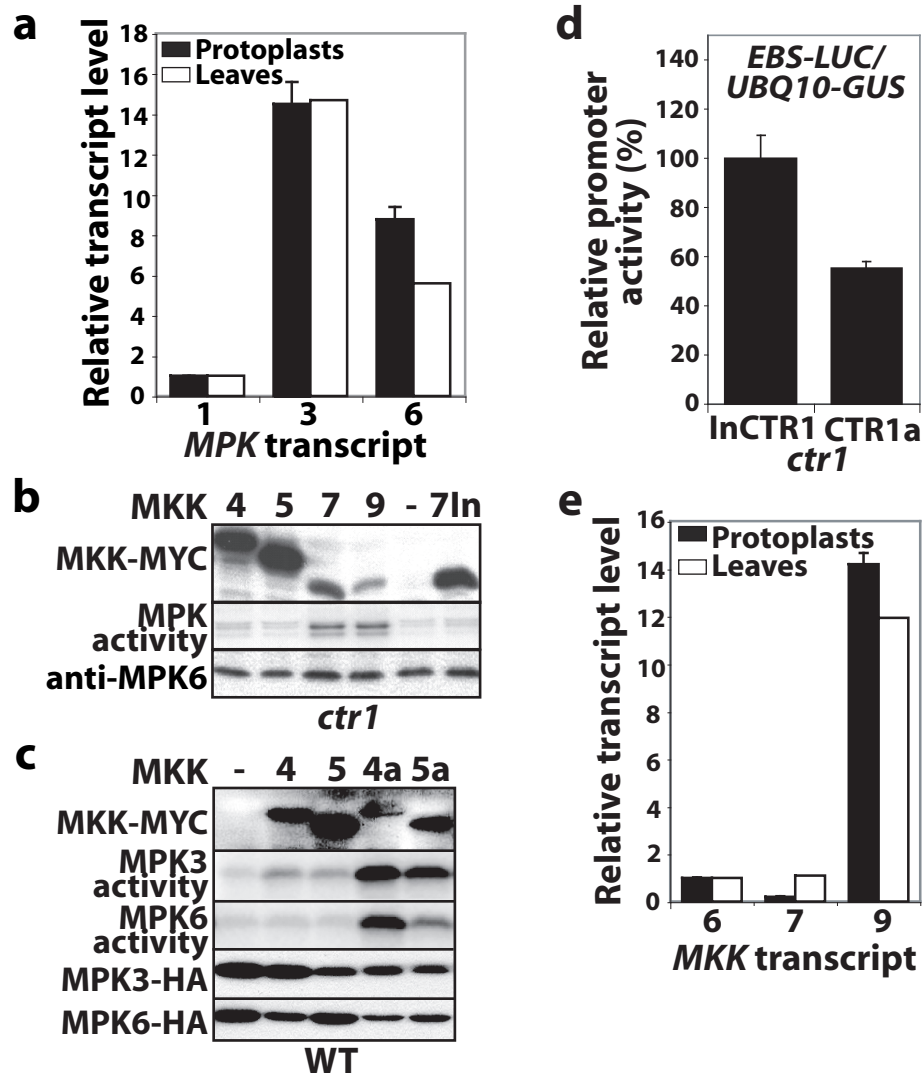 a
Relative transcript level
18
16
14
12
10
8
6
4
2
0
Protoplasts
Leaves
1 3 6
MPK transcript
b
MKK 4 5 7 9 - 7In
MKK-MYC
MPK
activity
anti-MPK6
ctr1
c
MKK - 4 5 4a 5a
MKK-MYC
MPK3
activity
MPK6
activity
MPK3-HA
MPK6-HA
WT
d
Relative promoter
activity (%)
140
120
100
80
60
40
20
0
EBS-LUC/
UBQ10-GUS
InCTR1 CTR1a
ctr1
e
Relative transcript level
16
14
12
10
8
6
4
2
0
Protoplasts
Leaves
6 7 9
MKK transcript